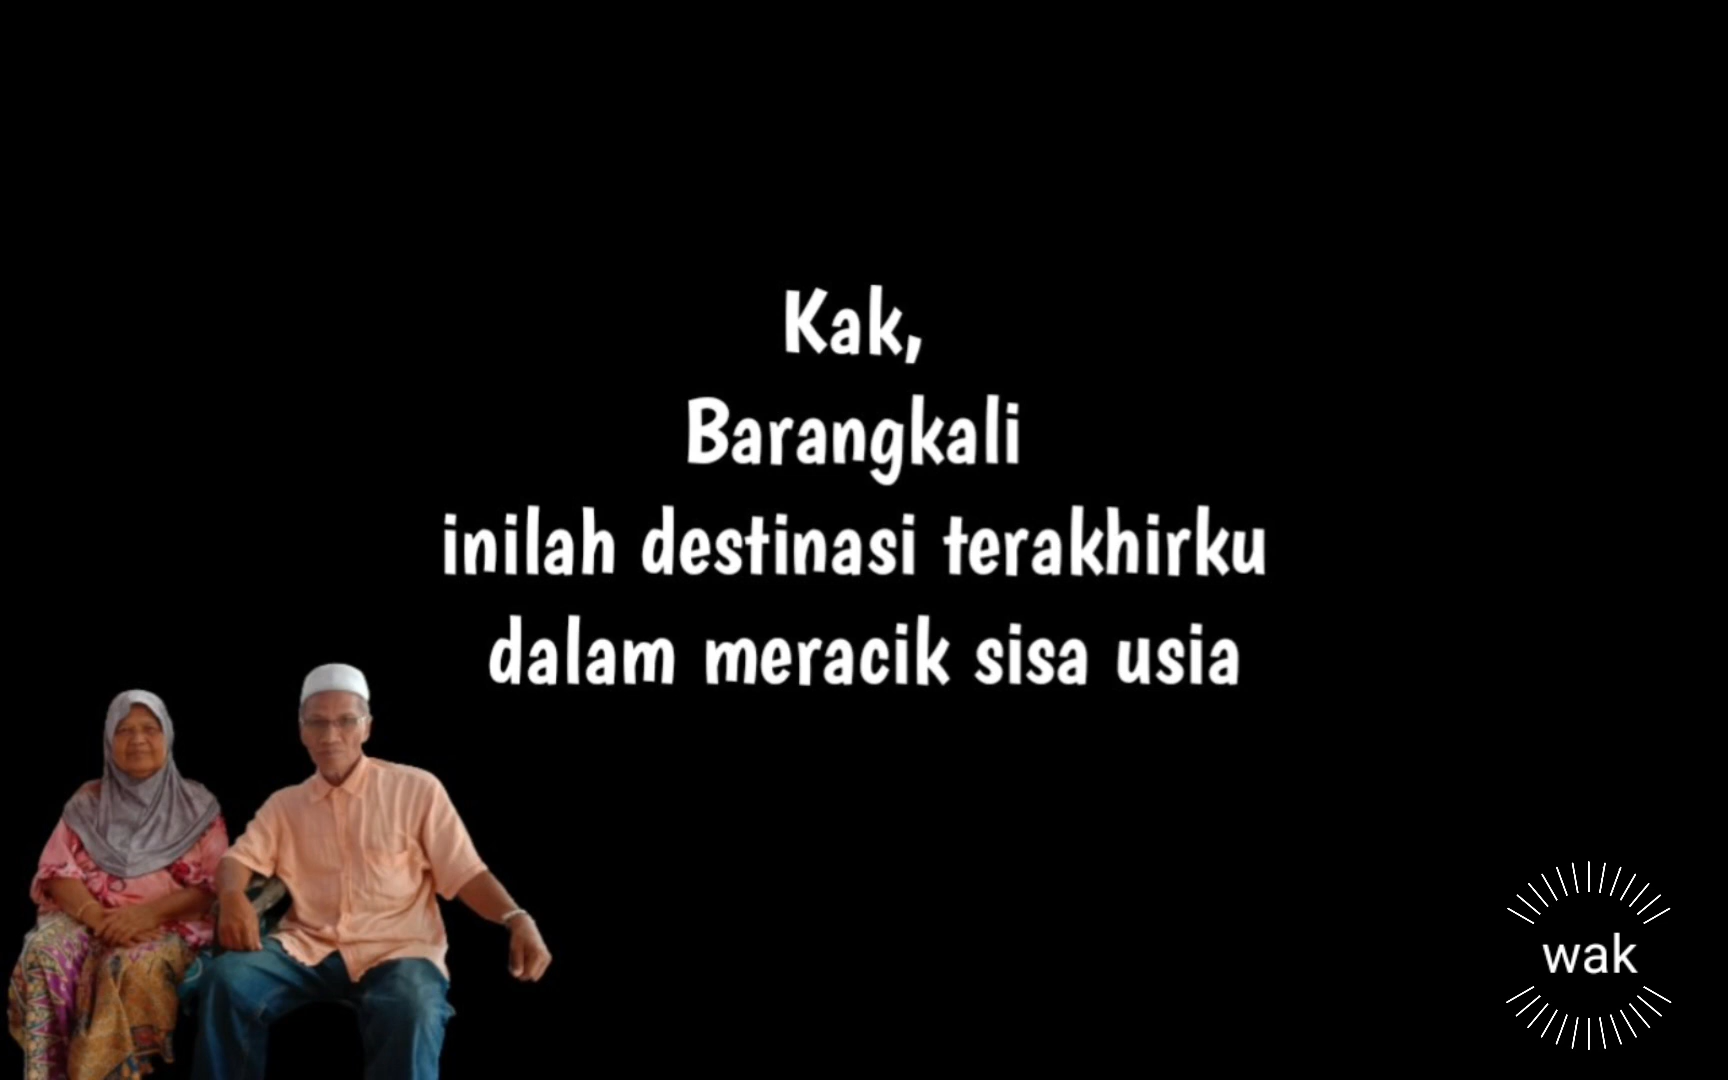 Kak,
Barangkali
inilah destinasi terakhirku
dalam meracik sisa usia
wak